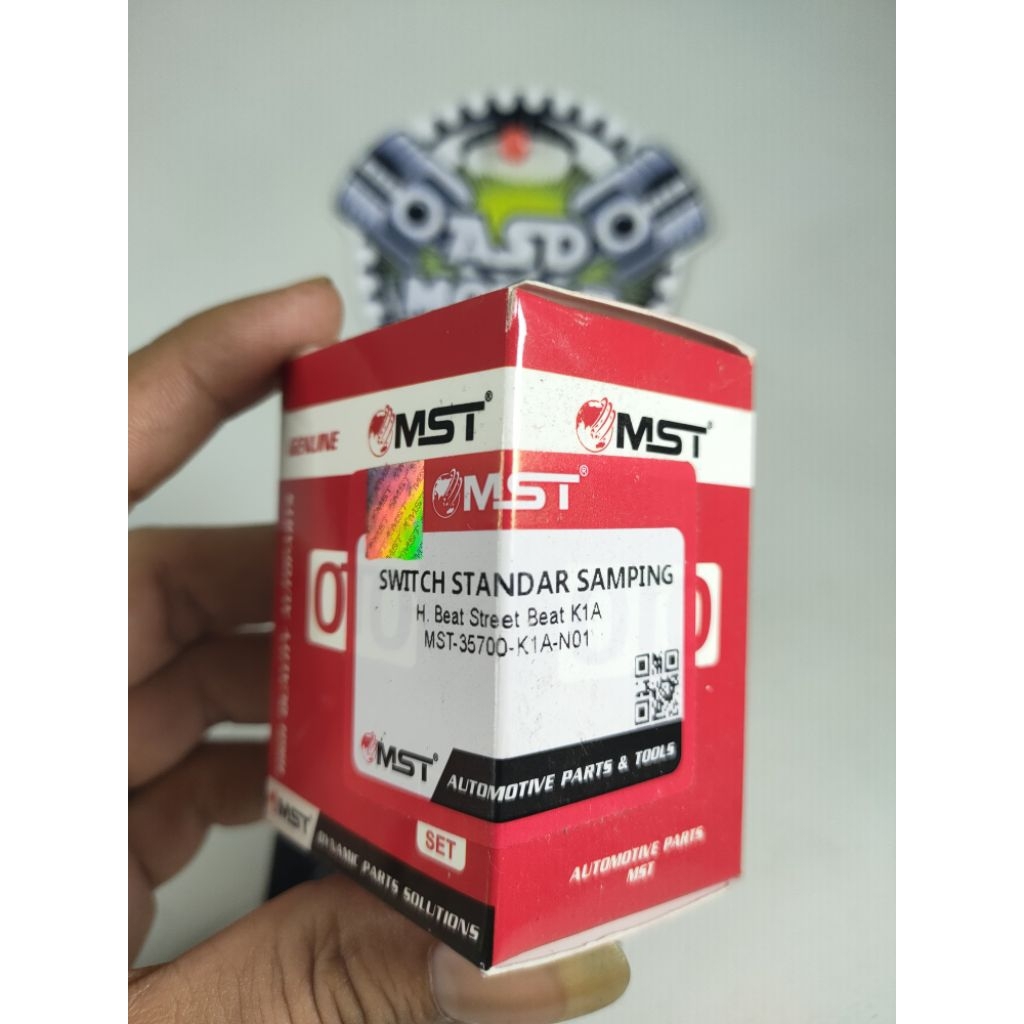 ASD
GENUINE
MST®
MST®
MST®
MST
SWITCH STANDAR SAMPING
H. Beat Street Beat K1A
MST-35700-K1A-N01
MST®
AUTOMOTIVE PARTS & TOOLS
SET
MST
DYNAMIC PARTS SOLUTIONS
AUTOMOTIVE PARTS
MST